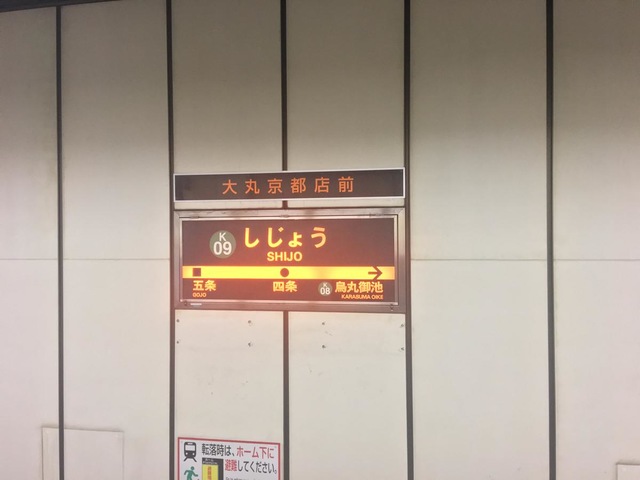 大丸京都店前
K
09
しじょう
SHIJO
五条
四条
K
08
烏丸御池
GOJO
KARASUMA OIKE
転落時は、ホーム下に
避難してください。